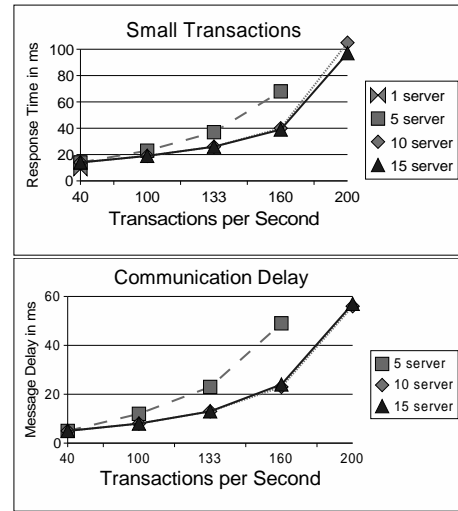 Small Transactions
Response Time in ms
100
80
60
40
20
0
40 100 133 160 200
Transactions per Second
1 server
5 server
10 server
15 server
Communication Delay
Message Delay in ms
60
40
20
0
40 100 133 160 200
Transactions per Second
5 server
10 server
15 server